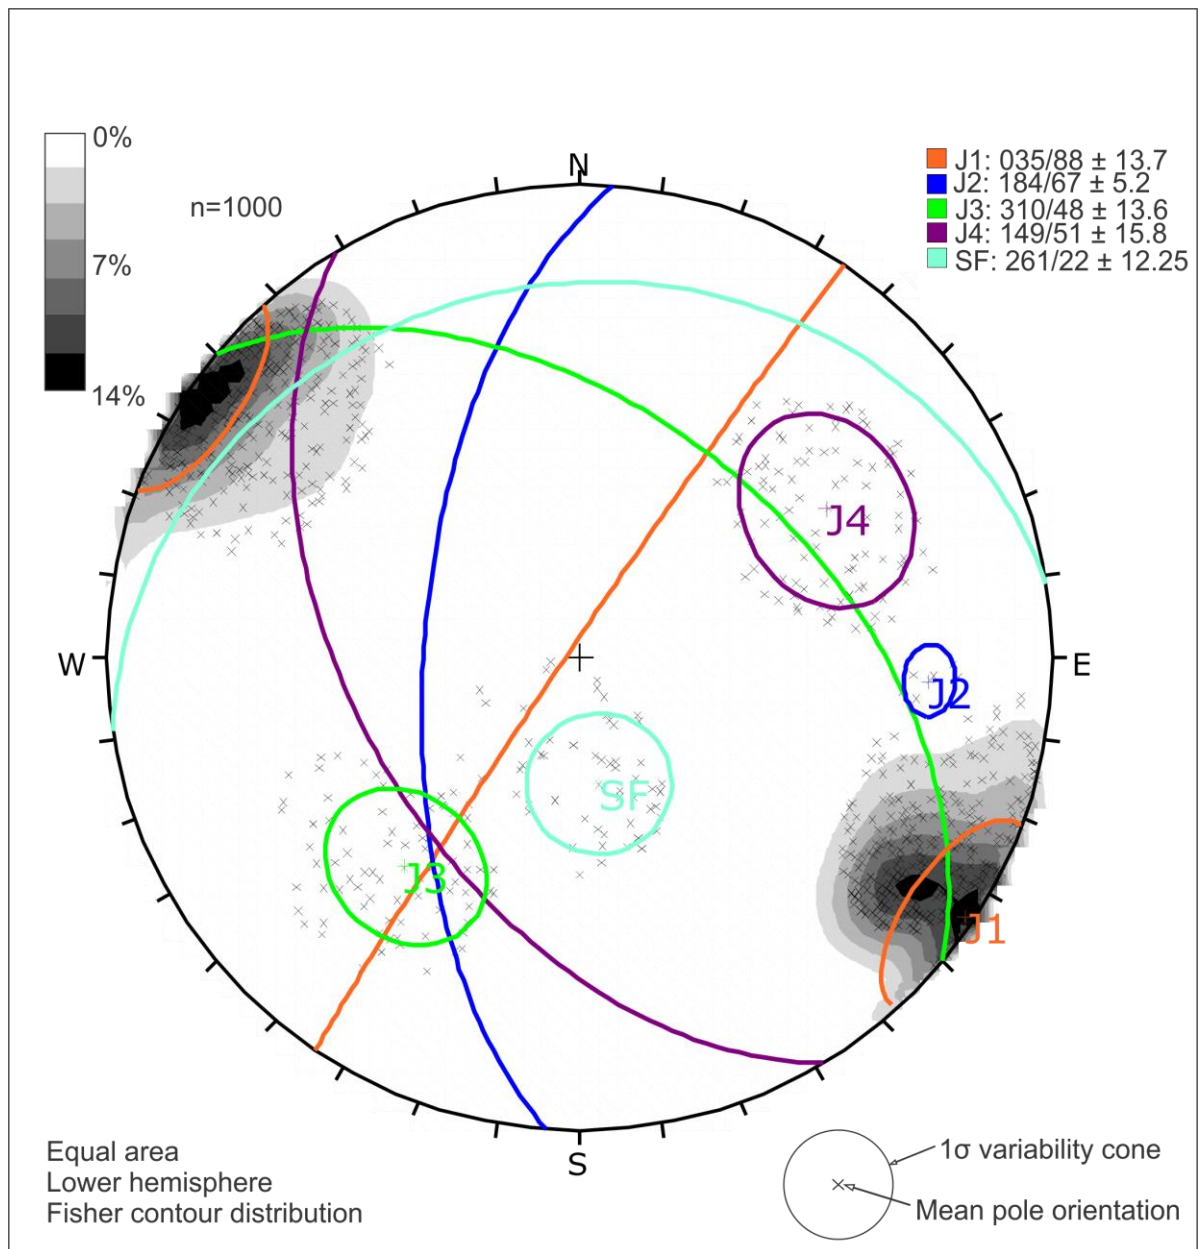 0%
7%
14%
n=1000
N
J1: 035/88 ± 13.7
J2: 184/67 ± 5.2
J3: 310/48 ± 13.6
J4: 149/51 ± 15.8
SF: 261/22 ± 12.25
J4
W
E
J2
SF
J3
J1
S
Equal area
Lower hemisphere
Fisher contour distribution
1σ variability cone
Mean pole orientation